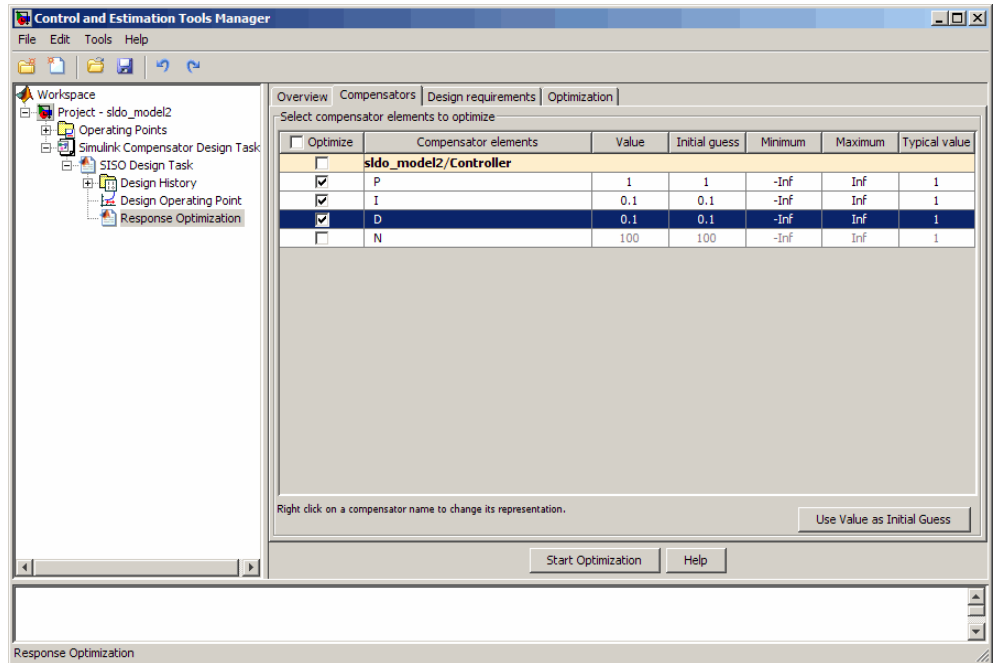 Control and Estimation Tools Manager
File Edit Tools Help
Workspace
Project - sldo_model2
Operating Points
Simulink Compensator Design Task
SISO Design Task
Design History
Design Operating Point
Response Optimization
Overview Compensators Design requirements Optimization
Select compensator elements to optimize
Optimize Compensator elements Value Initial guess Minimum Maximum Typical value
sldo_model2/Controller
P 1 1 -Inf Inf 1
I 0.1 0.1 -Inf Inf 1
D 0.1 0.1 -Inf Inf 1
N 100 100 -Inf Inf 1
Right click on a compensator name to change its representation.
Use Value as Initial Guess
Start Optimization Help
Response Optimization